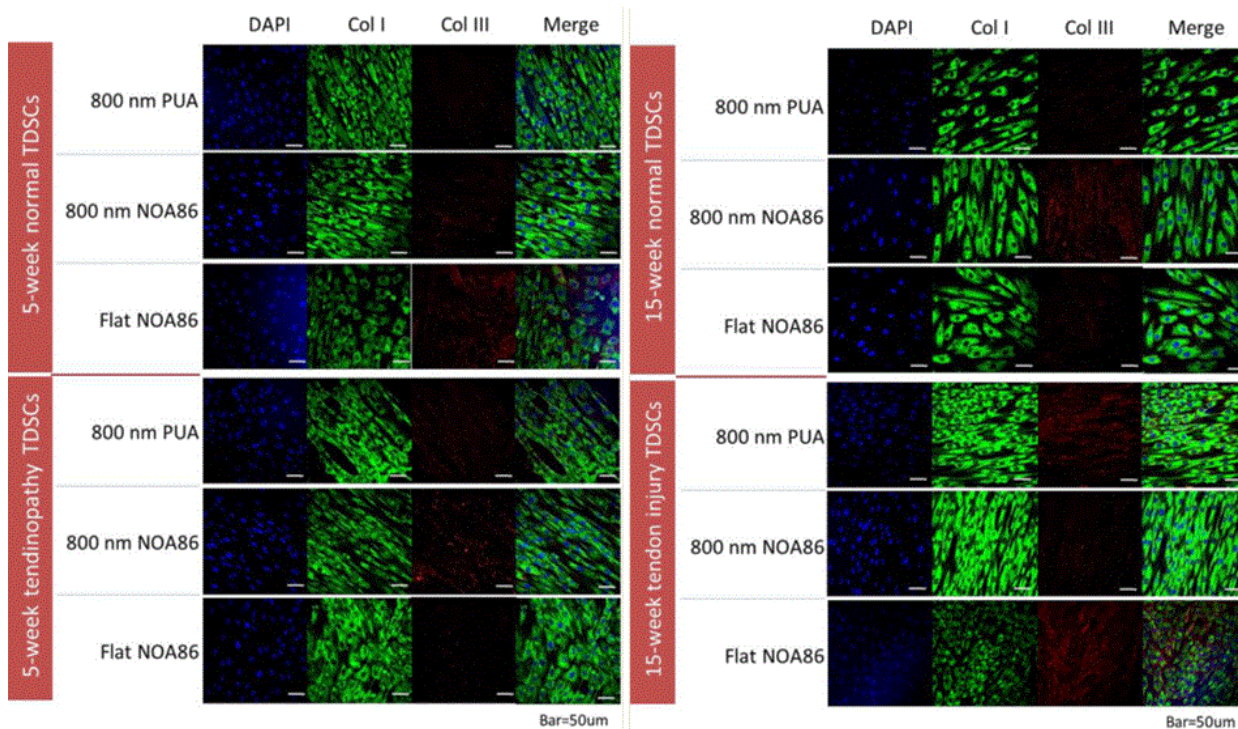 DAPI Col I Col III Merge
5-week normal TDSCs
800 nm PUA
800 nm NOA86
Flat NOA86
5-week tendinopathy TDSCs
800 nm PUA
800 nm NOA86
Flat NOA86
Bar=50um
DAPI Col I Col III Merge
15-week normal TDSCs
800 nm PUA
800 nm NOA86
Flat NOA86
15-week tendon injury TDSCs
800 nm PUA
800 nm NOA86
Flat NOA86
Bar=50um